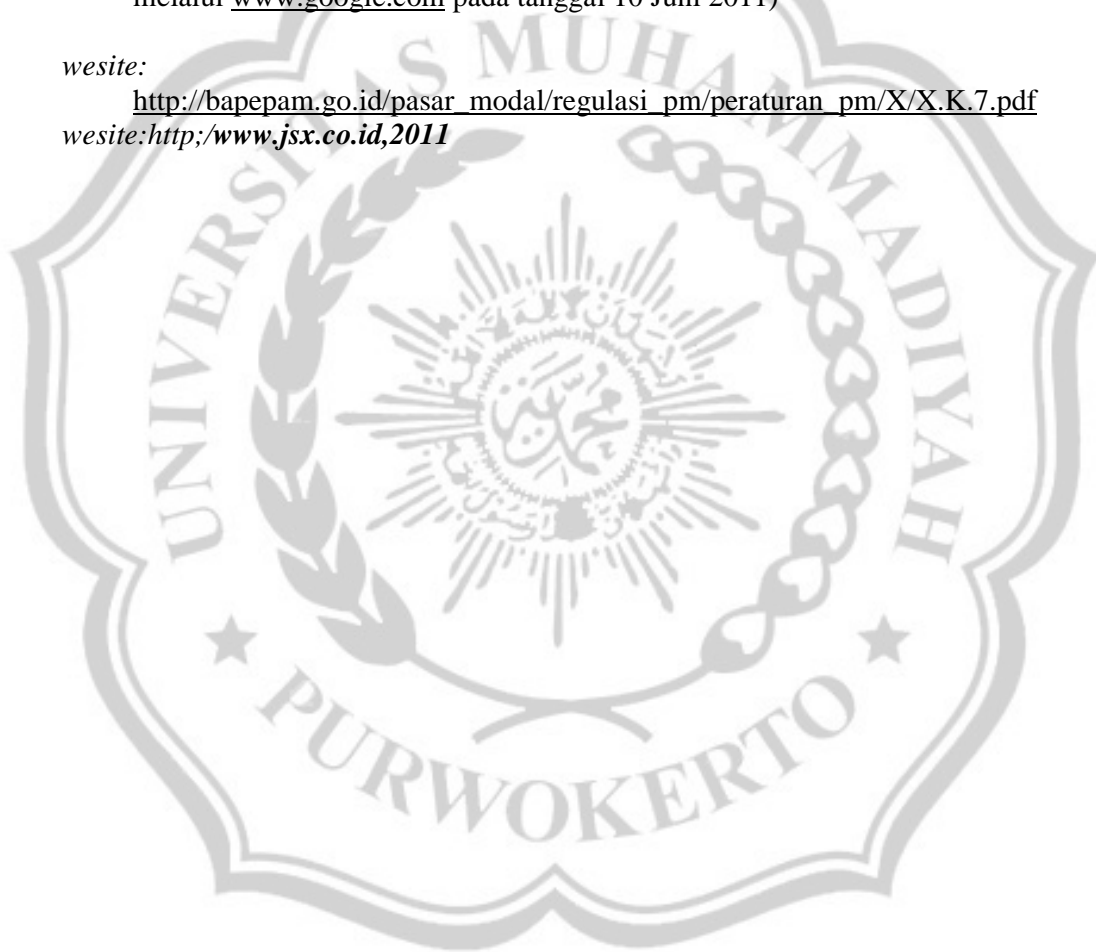 melalui www.google.com pada tanggal 10 Juni 2011)
wesite:
http://bapepam.go.id/pasar_modal/regulasi_pm/peraturan_pm/X/X.K.7.pdf
wesite:http;/www.jsx.co.id,2011
UNIVERSITAS MUHAMMADIYAH
PURWOKERTO